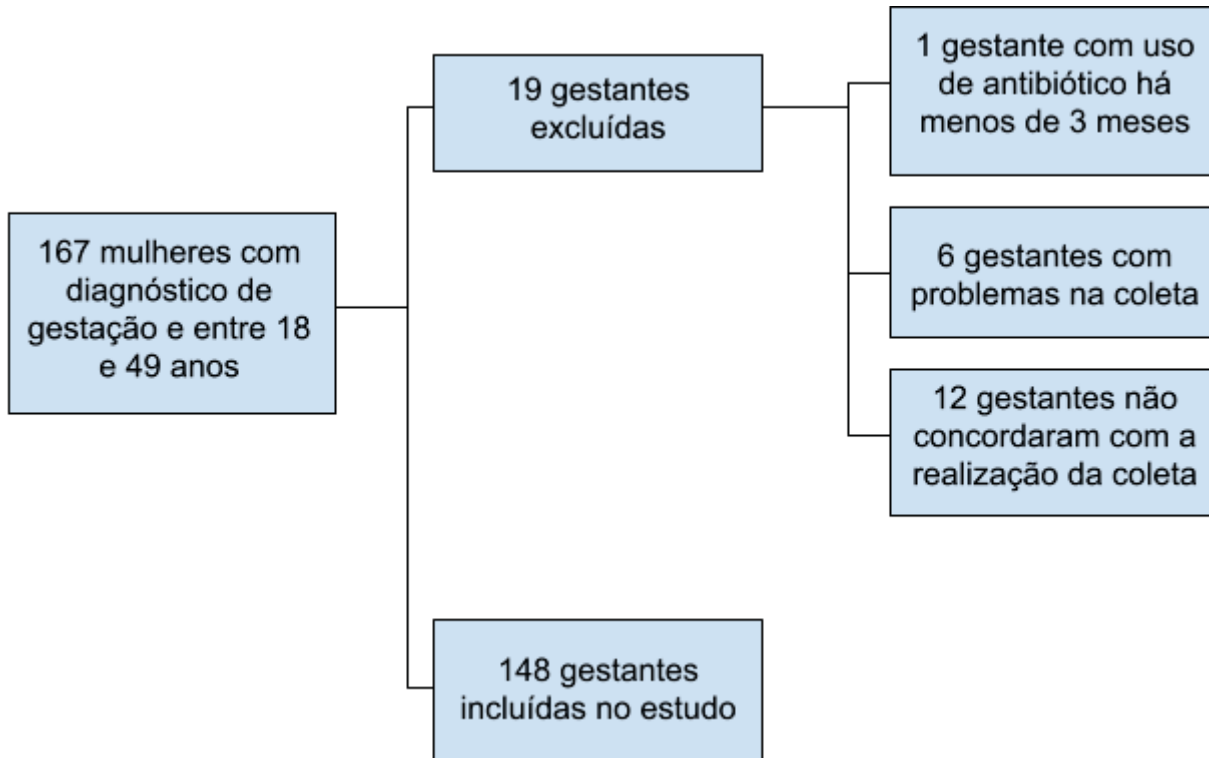 167 mulheres com
diagnóstico de
gestação e entre 18
e 49 anos
19 gestantes
excluídas
1 gestante com uso
de antibiótico há
menos de 3 meses
6 gestantes com
problemas na coleta
12 gestantes não
concordaram com a
realização da coleta
148 gestantes
incluídas no estudo